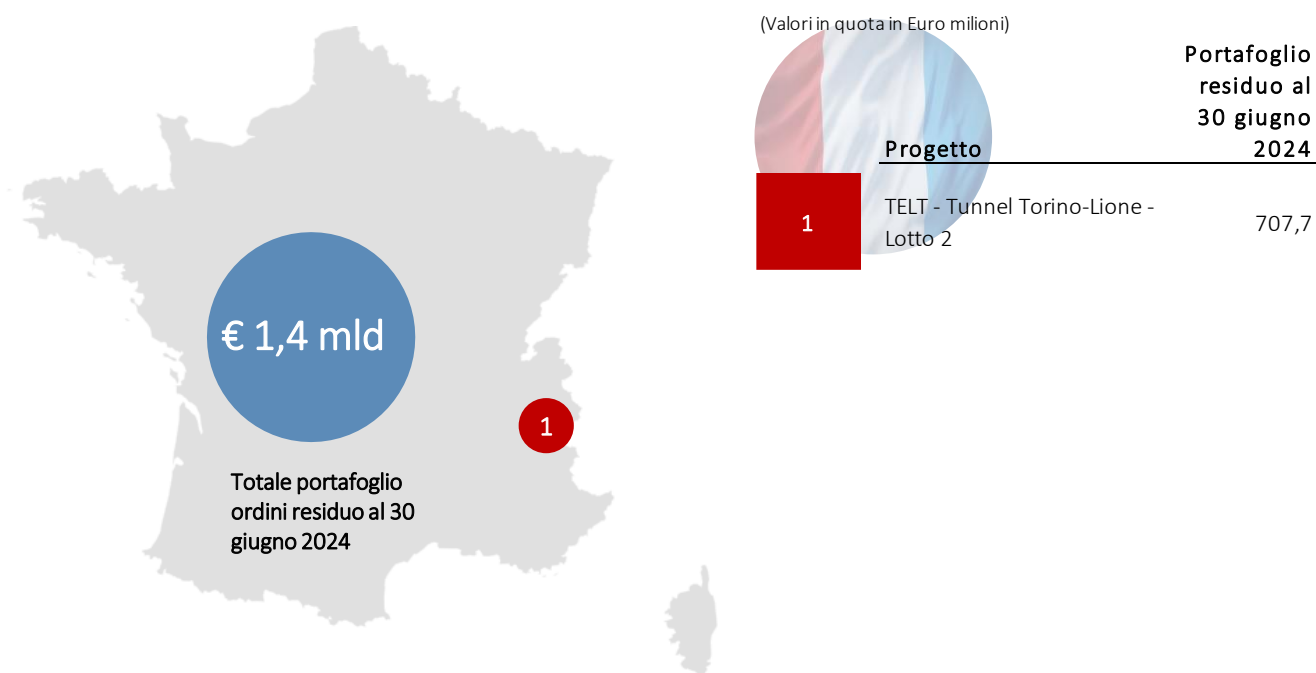 € 1,4 mld
1
Totale portafoglio
ordini residuo al 30
giugno 2024
(Valori in quota in Euro milioni)
Portafoglio
residuo al
30 giugno
Progetto 2024
1 TELT - Tunnel Torino-Lione -
Lotto 2 707,7